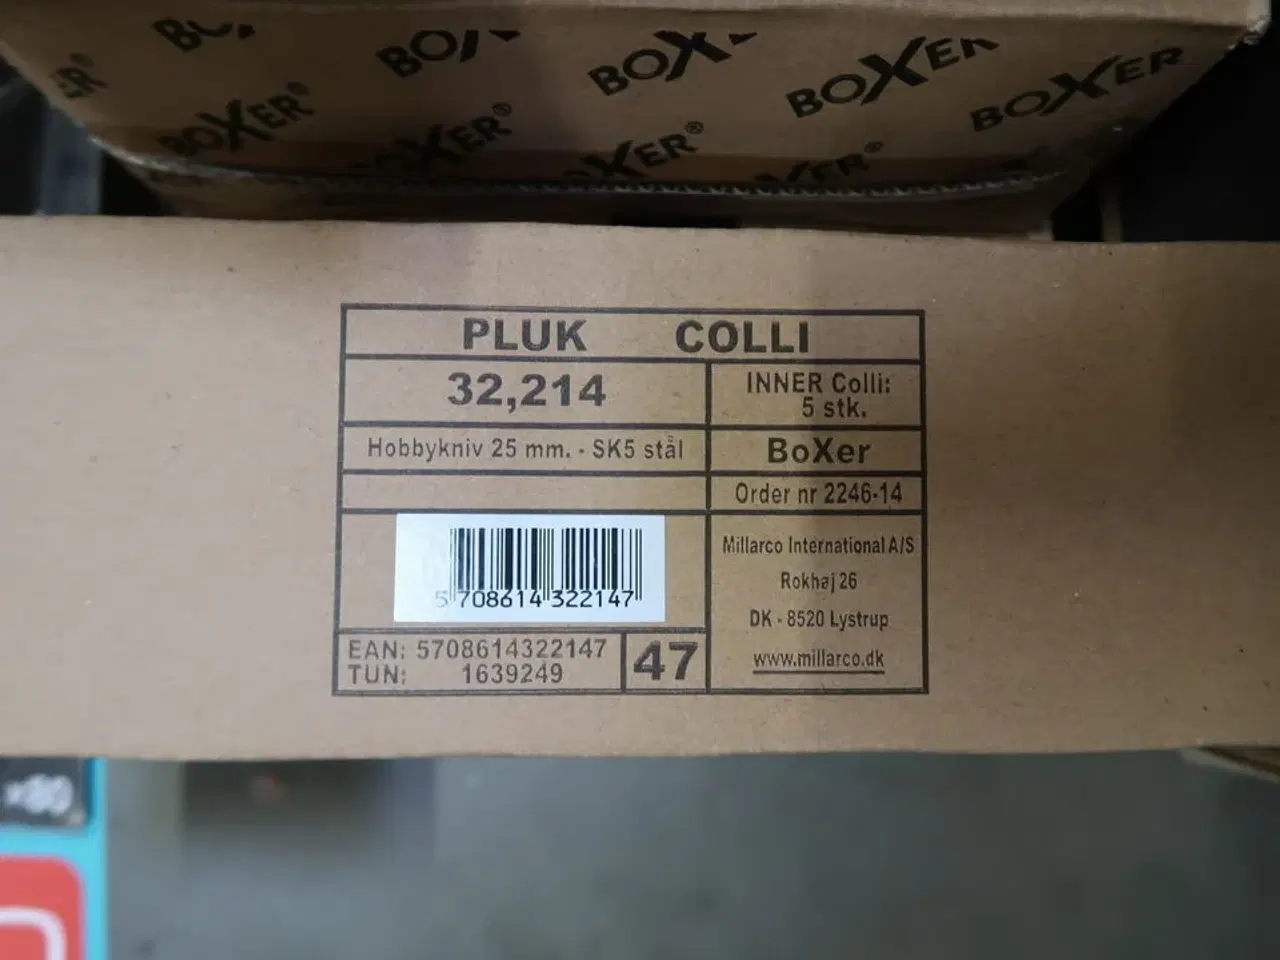 BOXER BOXER
BOXER® BOXER® BOXER®
PLUK COLLI
32,214
INNER Colli:
5 stk.
Hobbykniv 25 mm. - SK5 stål
BoXer
Order nr 2246-14
Millarco International A/S
Rokhøj 26
DK - 8520 Lystrup
www.millarco.dk
5 708614 322147
EAN: 5708614322147
TUN: 1639249
47